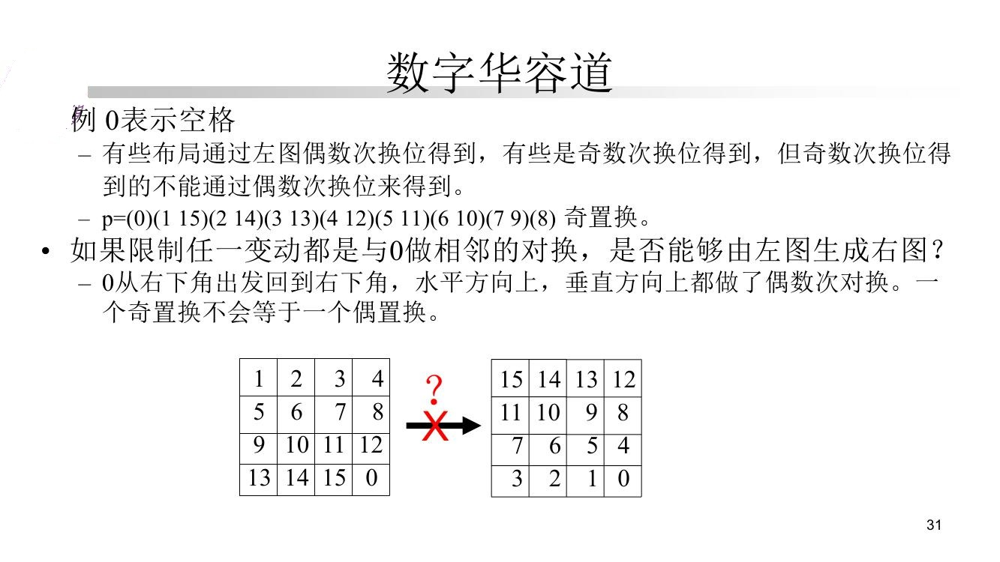 数字华容道
例 0表示空格
– 有些布局通过左图偶数次换位得到，有些是奇数次换位得到，但奇数次换位得
到的不能通过偶数次换位来得到。
– p=(0)(1 15)(2 14)(3 13)(4 12)(5 11)(6 10)(7 9)(8) 奇置换。
• 如果限制任一变动都是与0做相邻的对换，是否能够由左图生成右图？
– 0从右下角出发回到右下角，水平方向上，垂直方向上都做了偶数次对换。一
个奇置换不会等于一个偶置换。
1 2 3 4
5 6 7 8
9 10 11 12
13 14 15 0
?
X
15 14 13 12
11 10 9 8
7 6 5 4
3 2 1 0
31